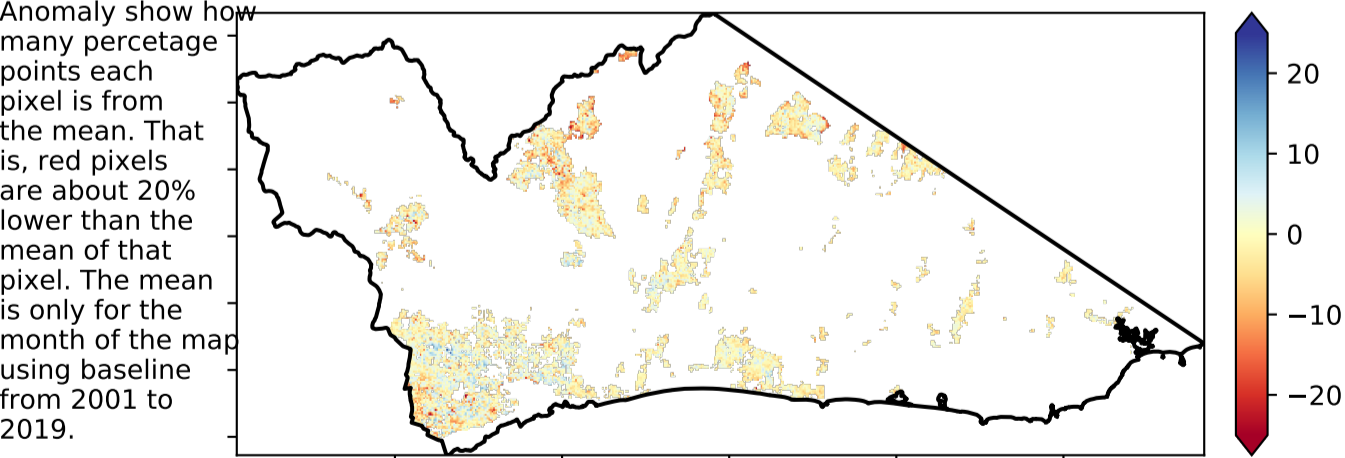 Anomaly show how
many percetage
points each
pixel is from
the mean. That
is, red pixels
are about 20%
lower than the
mean of that
pixel. The mean
is only for the
month of the map
using baseline
from 2001 to
2019.
20
10
0
−10
−20